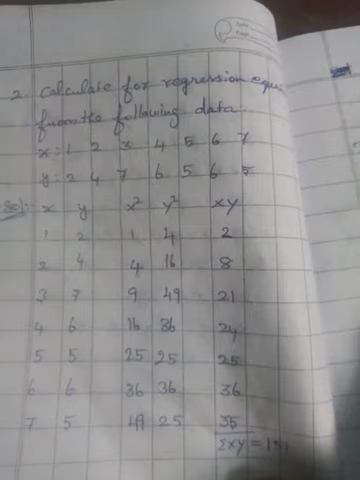 2. Calculate for regression equ
from the following data
x: 1 2 3 4 5 6 7
y: 2 4 7 6 5 6 5
Sol: x y x² y² xy
1 2 1 4 2
2 4 4 16 8
3 7 9 49 21
4 6 16 36 24
5 5 25 25 25
6 6 36 36 36
7 5 49 25 35
Σxy = 151